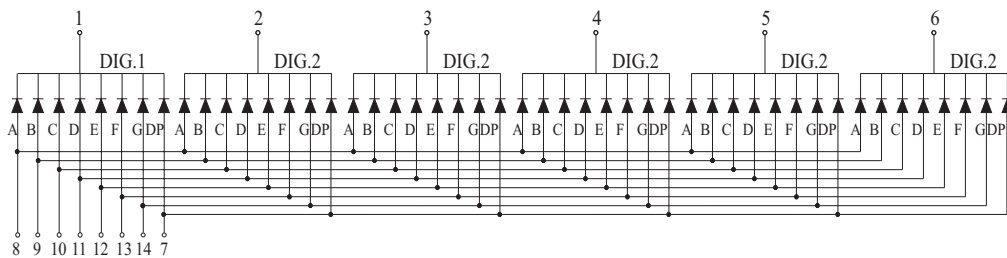 1 2 3 4 5 6
DIG.1 DIG.2 DIG.2 DIG.2 DIG.2 DIG.2
A B C D E F G DP A B C D E F G DP A B C D E F G DP A B C D E F G DP A B C D E F G DP A B C D E F G DP
8 9 10 11 12 13 14 7